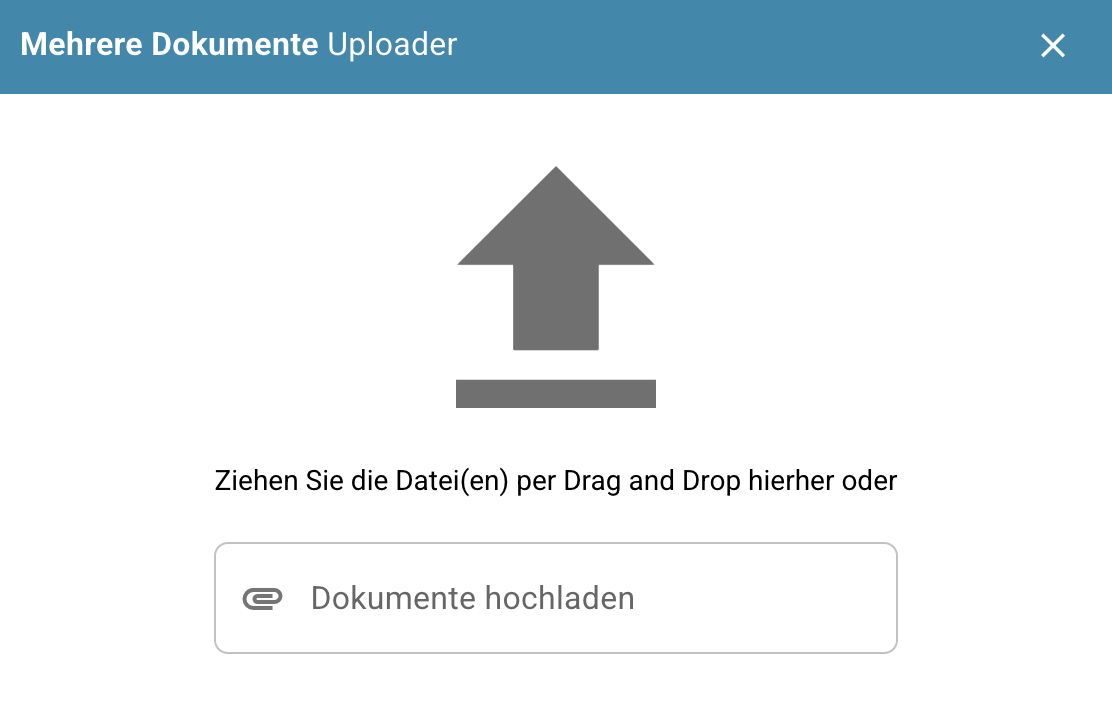 Mehrere Dokumente Uploader
Ziehen Sie die Datei(en) per Drag and Drop hierher oder
Dokumente hochladen